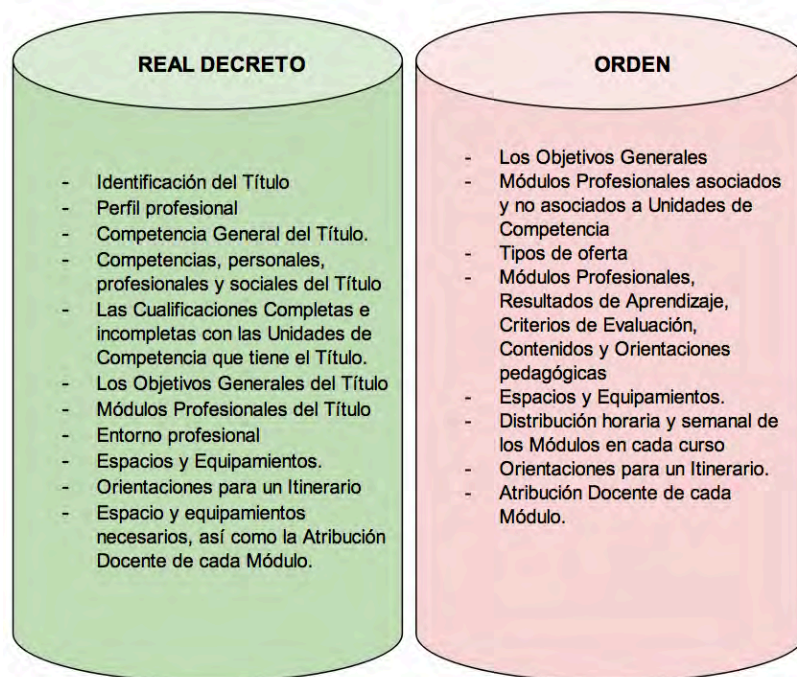 REAL DECRETO
- Identificación del Título
- Perfil profesional
- Competencia General del Título.
- Competencias, personales,
profesionales y sociales del Título
- Las Cualificaciones Completas e
incompletas con las Unidades de
Competencia que tiene el Título.
- Los Objetivos Generales del Título
- Módulos Profesionales del Título
- Entorno profesional
- Espacios y Equipamientos.
- Orientaciones para un Itinerario
- Espacio y equipamientos
necesarios, así como la Atribución
Docente de cada Módulo.
ORDEN
- Los Objetivos Generales
- Módulos Profesionales asociados
y no asociados a Unidades de
Competencia
- Tipos de oferta
- Módulos Profesionales,
Resultados de Aprendizaje,
Criterios de Evaluación,
Contenidos y Orientaciones
pedagógicas
- Espacios y Equipamientos.
- Distribución horaria y semanal de
los Módulos en cada curso
- Orientaciones para un Itinerario.
- Atribución Docente de cada
Módulo.